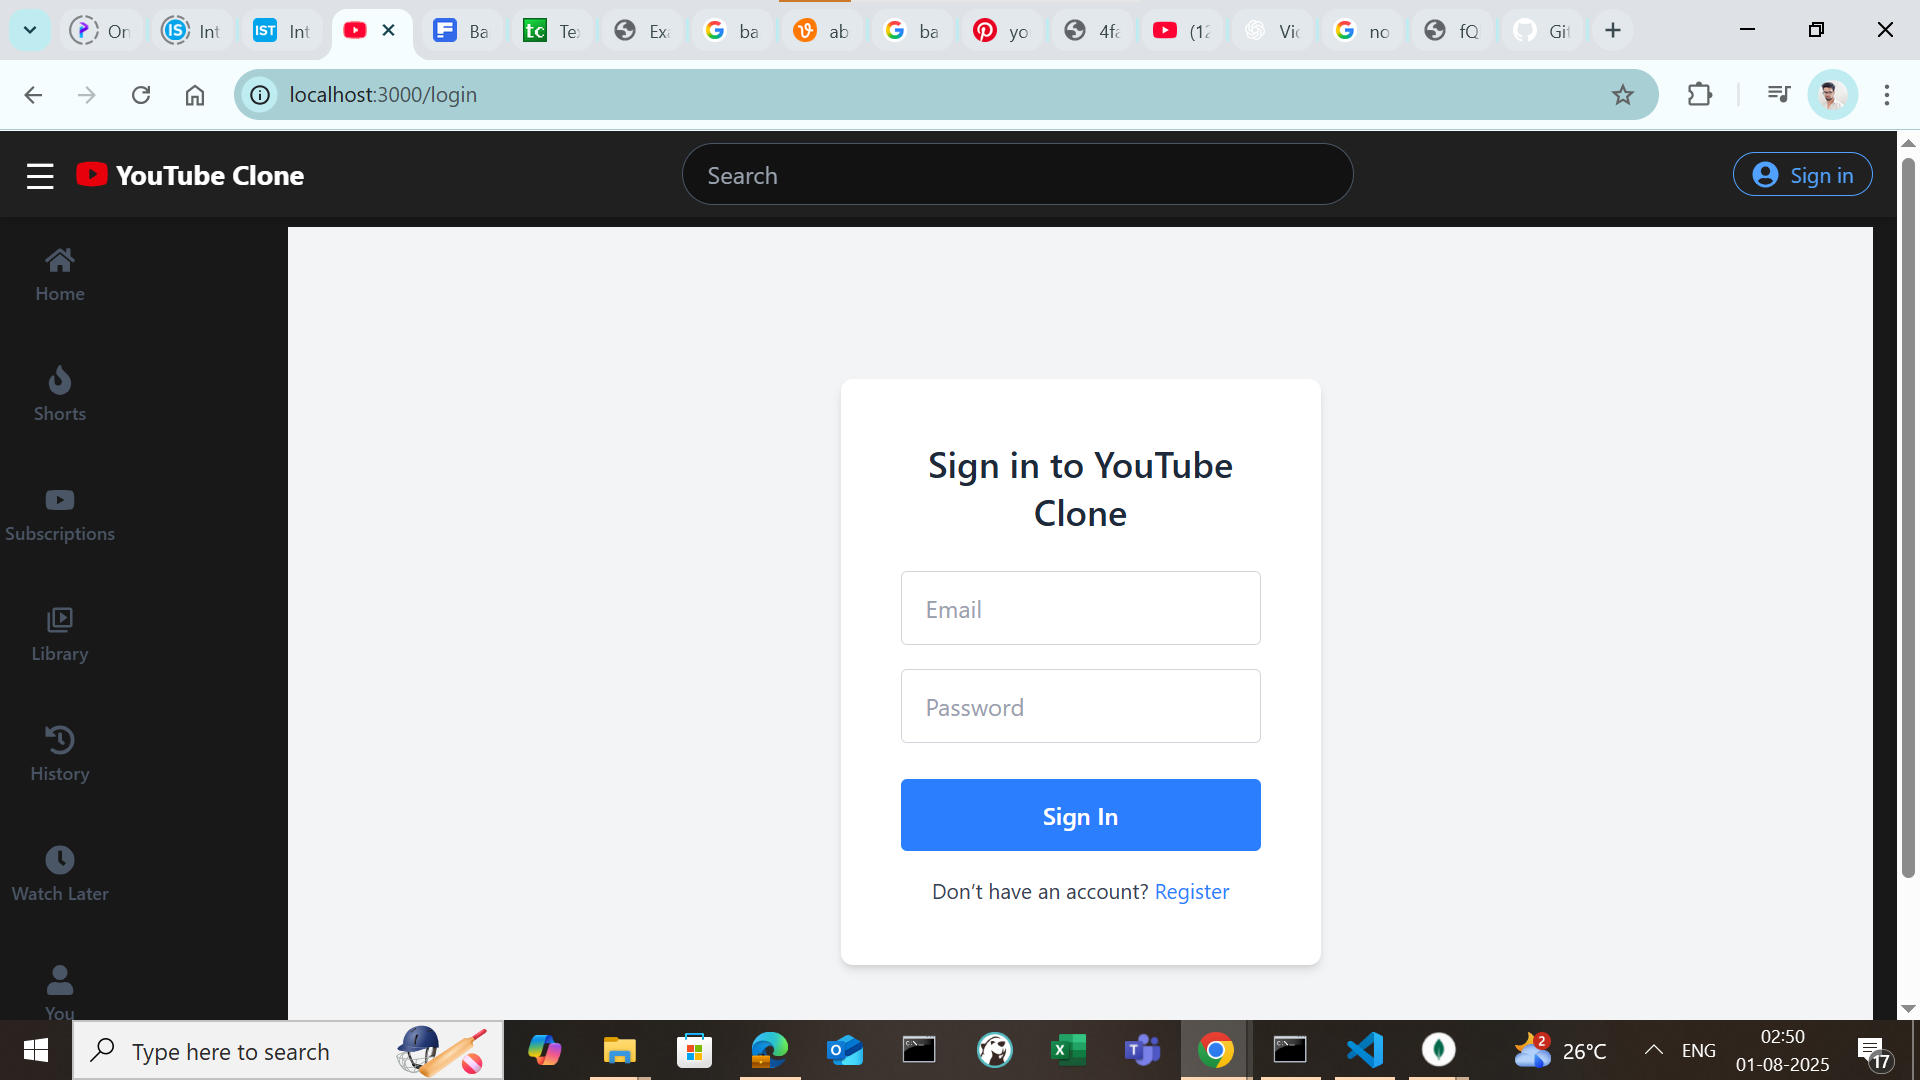 On
Int
IST Int
Ba
tc Te
Ex
ba
ab
ba
yo
4fa
(12
Vic
no
fQ
Git
localhost:3000/login
YouTube Clone
Search
Sign in
Home
Shorts
Subscriptions
Library
History
Watch Later
You
Sign in to YouTube
Clone
Email
Password
Sign In
Don’t have an account? Register
Type here to search
2
26°C
ENG
02:50
01-08-2025
17